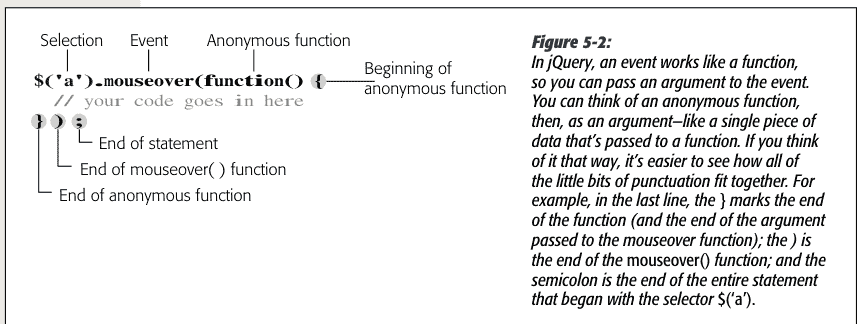 Selection Event Anonymous function
$('a').mouseover(function() {
Beginning of
anonymous function
// your code goes in here
} ) ;
End of statement
End of mouseover( ) function
End of anonymous function
Figure 5-2:
In jQuery, an event works like a function,
so you can pass an argument to the event.
You can think of an anonymous function,
then, as an argument—like a single piece of
data that's passed to a function. If you think
of it that way, it's easier to see how all of
the little bits of punctuation fit together. For
example, in the last line, the } marks the end
of the function (and the end of the argument
passed to the mouseover function); the ) is
the end of the mouseover() function; and the
semicolon is the end of the entire statement
that began with the selector $('a').